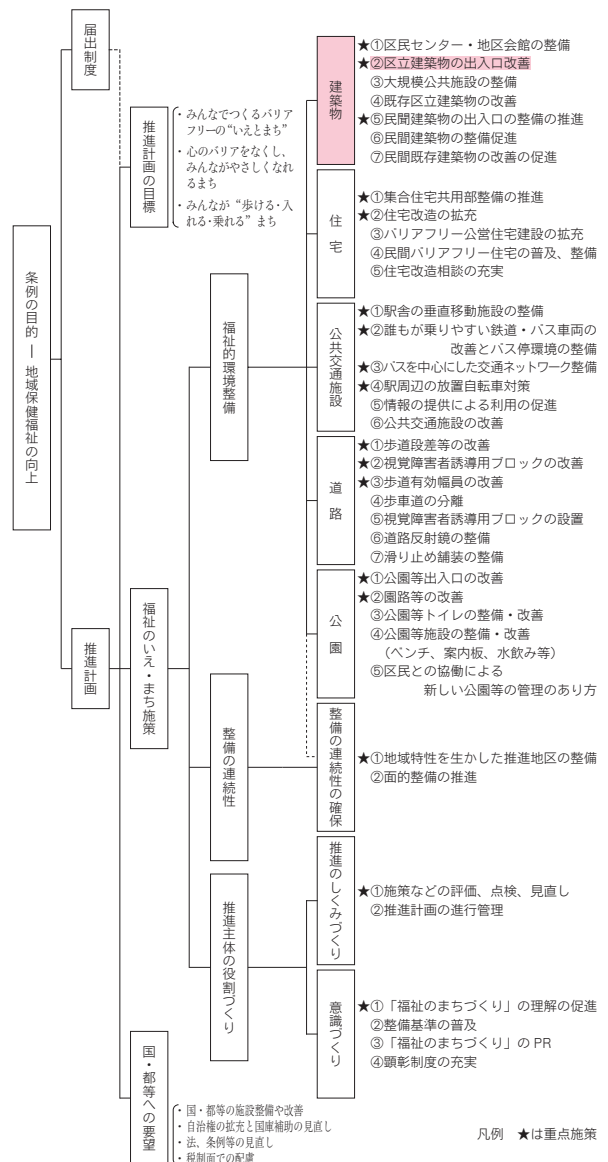 条例の目的 ー 地域保健福祉の向上
届出制度
推進計画
推進計画の目標
・みんなでつくるバリア
フリーの“いえとまち”
・心のバリアをなくし、
みんながやさしくなれ
るまち
・みんなが“歩ける・入
れる・乗れる”まち
福祉のいえ・まち施策
国・都等への要望
・国・都等の施設整備や改善
・自治権の拡充と国庫補助の見直し
・法、条例等の見直し
・税制面での配慮
福祉的環境整備
整備の連続性
推進主体の役割づくり
建築物
★①区民センター・地区会館の整備
★②区立建築物の出入口改善
③大規模公共施設の整備
④既存区立建築物の改善
★⑤民間建築物の出入口の整備の推進
⑥民間建築物の整備促進
⑦民間既存建築物の改善の促進
住宅
★①集合住宅共用部整備の推進
★②住宅改造の拡充
③バリアフリー公営住宅建設の拡充
④民間バリアフリー住宅の普及、整備
⑤住宅改造相談の充実
公共交通施設
★①駅舎の垂直移動施設の整備
★②誰もが乗りやすい鉄道・バス車両の
改善とバス停環境の整備
★③バスを中心にした交通ネットワーク整備
★④駅周辺の放置自転車対策
⑤情報の提供による利用の促進
⑥公共交通施設の改善
道路
★①歩道段差等の改善
★②視覚障害者誘導用ブロックの改善
★③歩道有効幅員の改善
④歩車道の分離
⑤視覚障害者誘導用ブロックの設置
⑥道路反射鏡の整備
⑦滑り止め舗装の整備
公園
★①公園等出入口の改善
★②園路等の改善
③公園等トイレの整備・改善
④公園等施設の整備・改善
（ベンチ、案内板、水飲み等）
⑤区民との協働による
新しい公園等の管理のあり方
整備の連続性の確保
★①地域特性を生かした推進地区の整備
②面的整備の推進
推進のしくみづくり
★①施策などの評価、点検、見直し
②推進計画の進行管理
意識づくり
★①「福祉のまちづくり」の理解の促進
②整備基準の普及
③「福祉のまちづくり」の PR
④顕彰制度の充実
凡例　★は重点施策